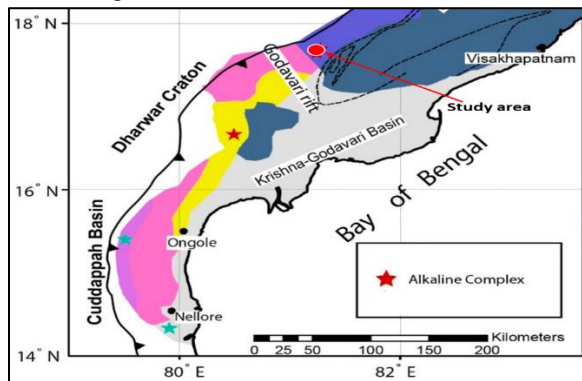 18° N
Godavari rift
Visakhapatnam
Study area
Dharwar Craton
Krishna-Godavari Basin
16° N
Bay of Bengal
Cuddappah Basin
Ongole
Alkaline Complex
Nellore
Kilometers
0 25 50 100 150 200
14° N
80° E
82° E